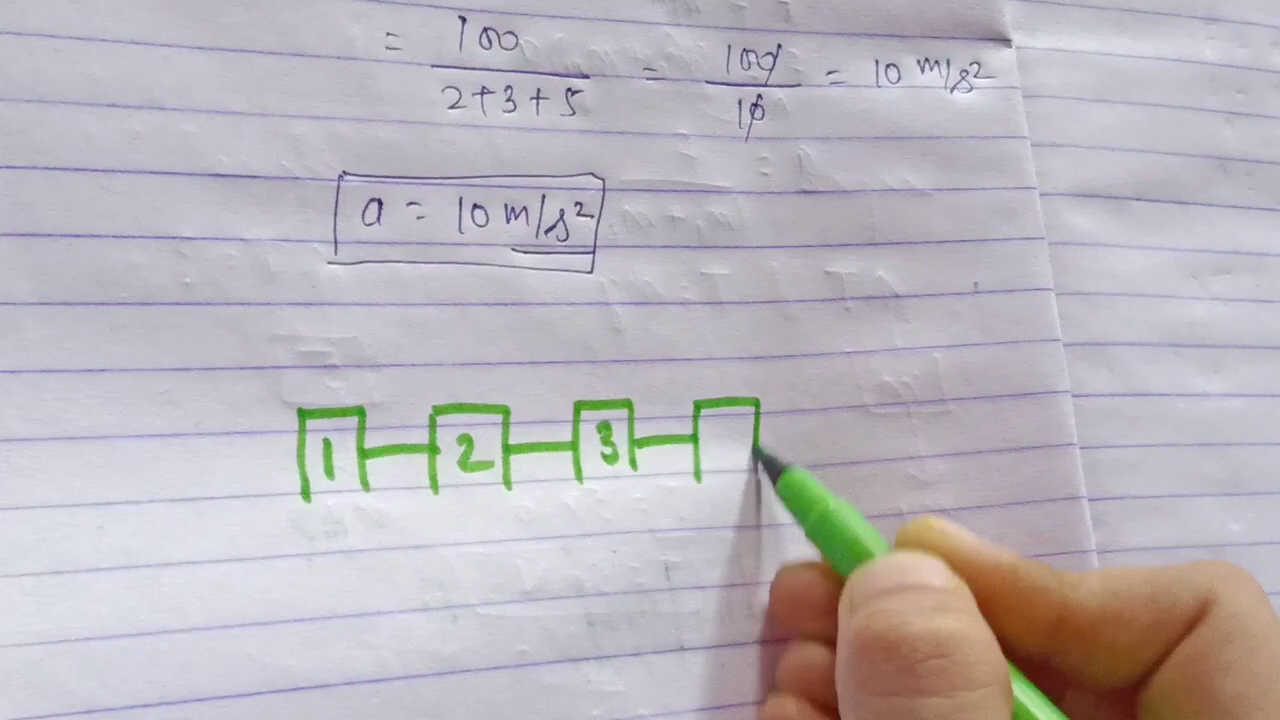 = 100/2+3+5 = 100/10 = 10 m/s²
a = 10 m/s²
1 2 3